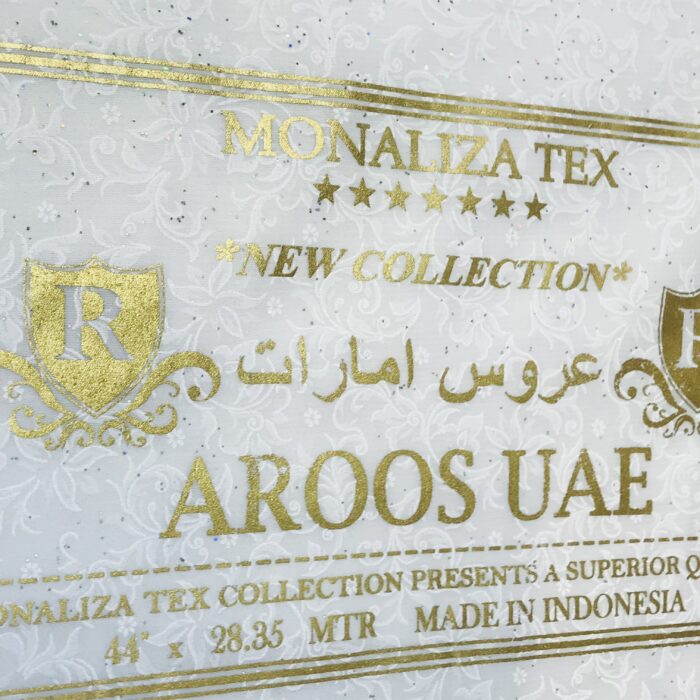 MONALIZA TEX
★★★★★★★
*NEW COLLECTION*
R
عروس امارات
AROOS UAE
ONALIZA TEX COLLECTION PRESENTS A SUPERIOR Q
44" x 28.35 MTR MADE IN INDONESIA